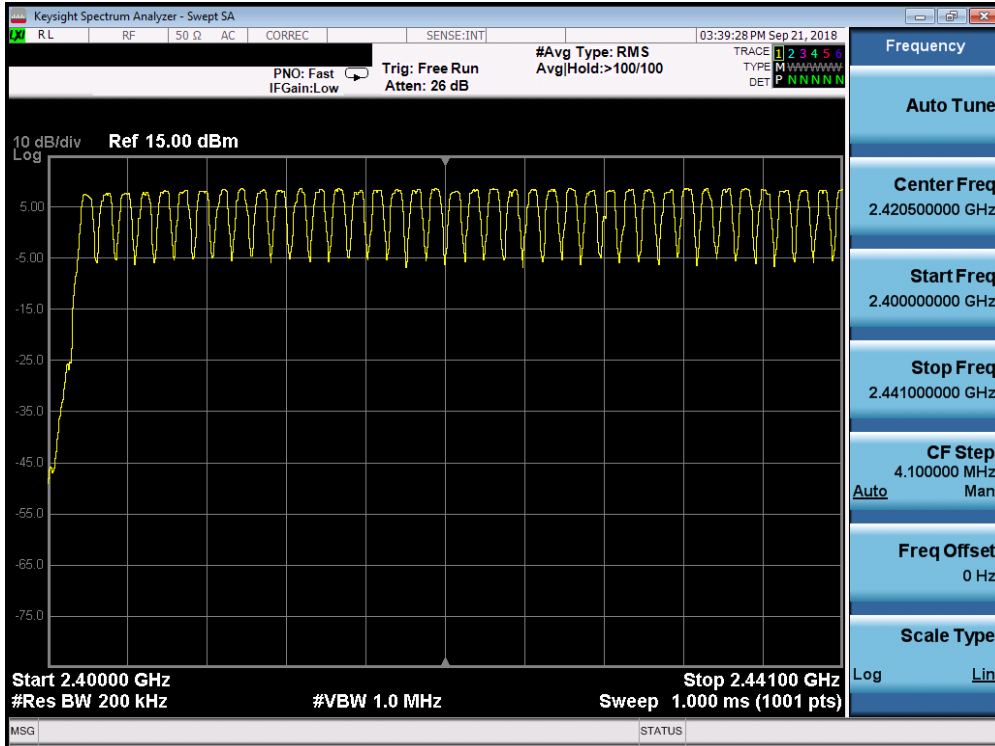 Keysight Spectrum Analyzer - Swept SA
LXI RL RF 50 Ω AC CORREC SENSE:INT 03:39:28 PM Sep 21, 2018
#Avg Type: RMS TRACE 1 2 3 4 5 6
PNO: Fast Trig: Free Run Avg|Hold:>100/100 TYPE M WWWWW
IFGain:Low Atten: 26 dB DET P N N N N N
10 dB/div Ref 15.00 dBm
Log
5.00
-5.00
-15.0
-25.0
-35.0
-45.0
-55.0
-65.0
-75.0
Start 2.40000 GHz Stop 2.44100 GHz
#Res BW 200 kHz #VBW 1.0 MHz Sweep 1.000 ms (1001 pts)
MSG STATUS
Frequency
Auto Tune
Center Freq
2.420500000 GHz
Start Freq
2.400000000 GHz
Stop Freq
2.441000000 GHz
CF Step
4.100000 MHz
Auto Man
Freq Offset
0 Hz
Scale Type
Log Lin